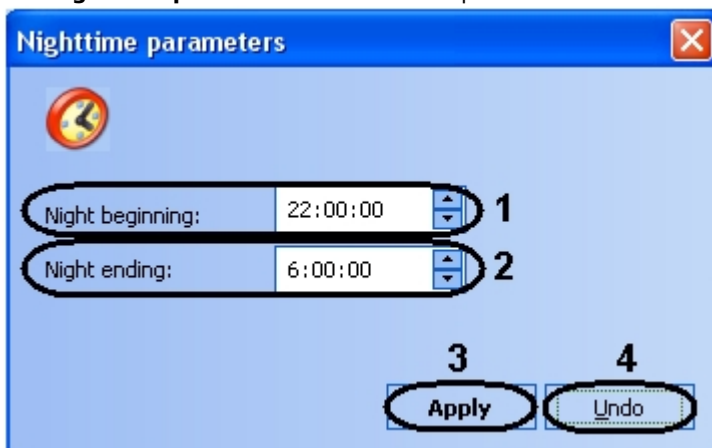 Nighttime parameters
Night beginning: 22:00:00 1
Night ending: 6:00:00 2
3 4
Apply Undo